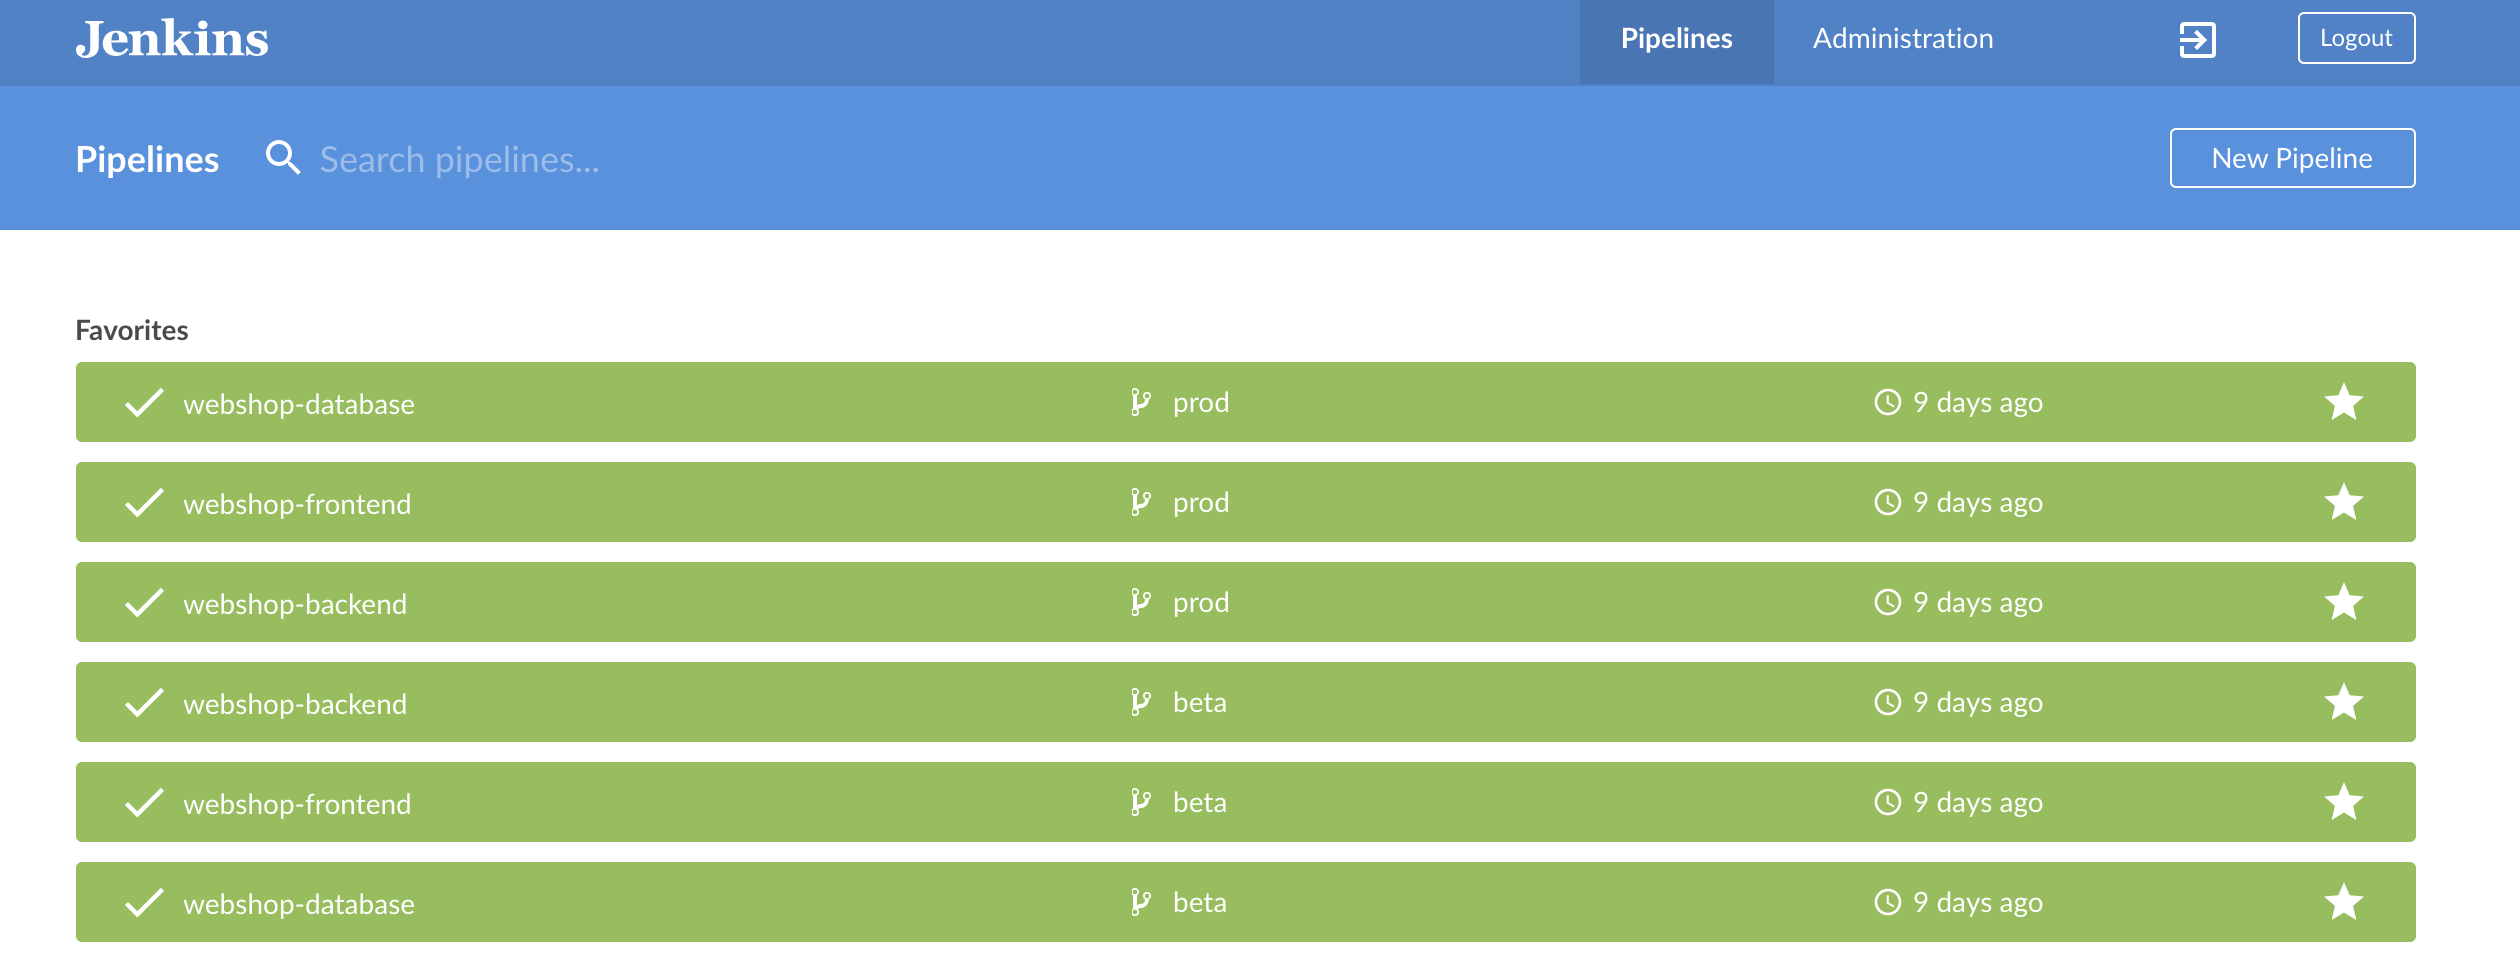 Jenkins Pipelines Administration Logout
Pipelines Search pipelines... New Pipeline
Favorites
webshop-database prod 9 days ago
webshop-frontend prod 9 days ago
webshop-backend prod 9 days ago
webshop-backend beta 9 days ago
webshop-frontend beta 9 days ago
webshop-database beta 9 days ago